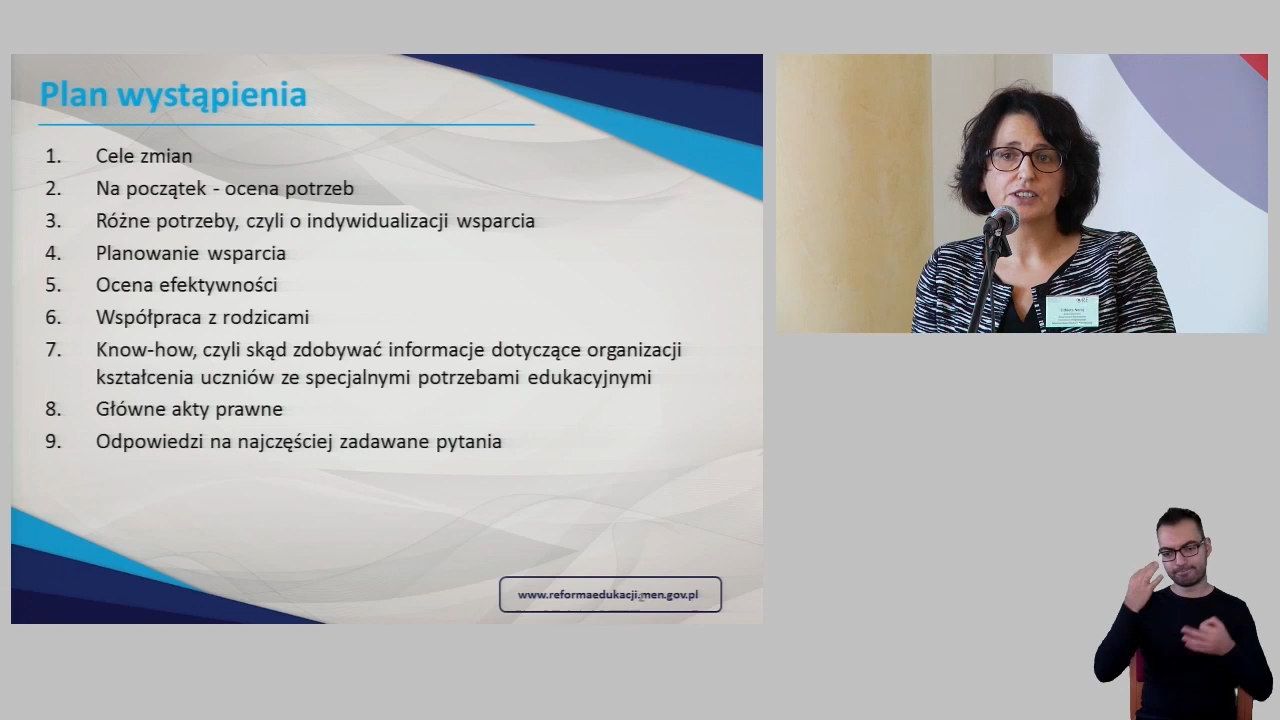 Plan wystąpienia
1. Cele zmian
2. Na początek - ocena potrzeb
3. Różne potrzeby, czyli o indywidualizacji wsparcia
4. Planowanie wsparcia
5. Ocena efektywności
6. Współpraca z rodzicami
7. Know-how, czyli skąd zdobywać informacje dotyczące organizacji
kształcenia uczniów ze specjalnymi potrzebami edukacyjnymi
8. Główne akty prawne
9. Odpowiedzi na najczęściej zadawane pytania
www.reformaedukacji.men.gov.pl